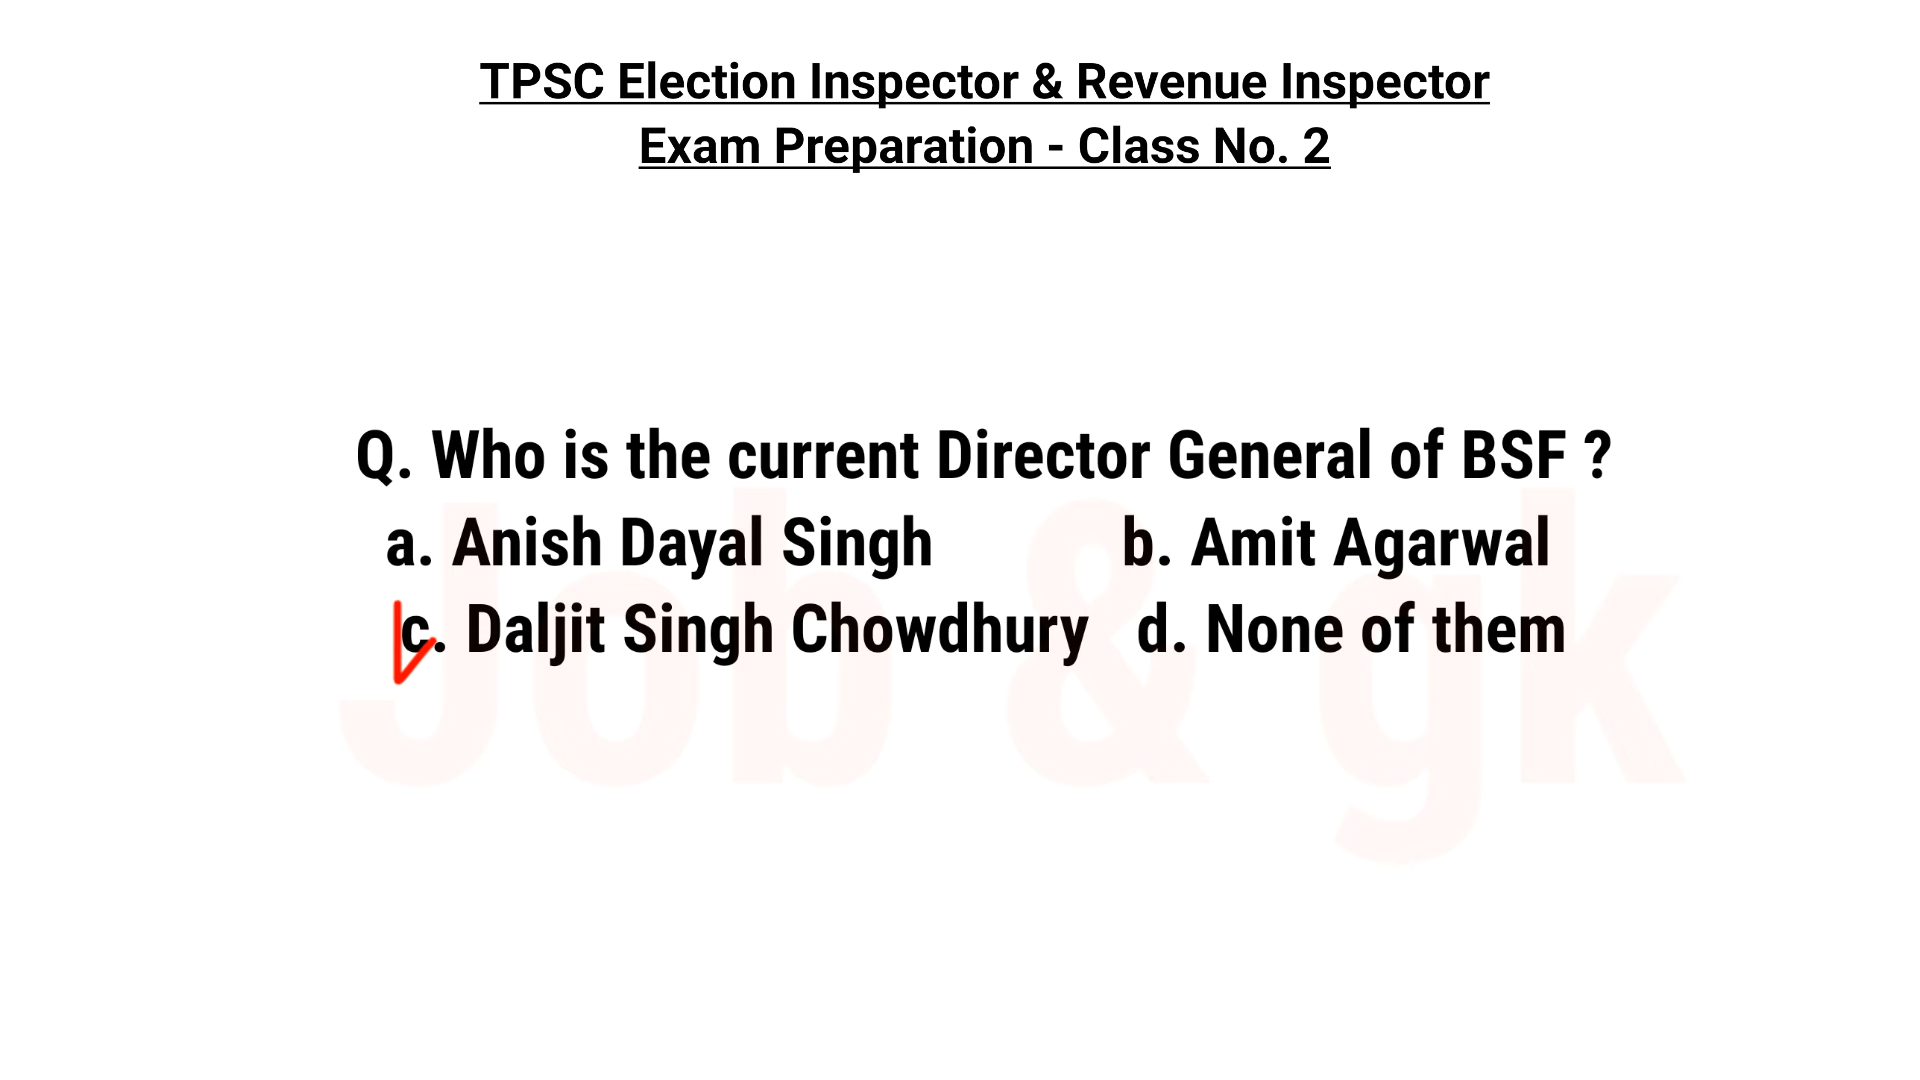 TPSC Election Inspector & Revenue Inspector
Exam Preparation - Class No. 2
Q. Who is the current Director General of BSF ?
a. Anish Dayal Singh b. Amit Agarwal
c. Daljit Singh Chowdhury d. None of them
Job & gk